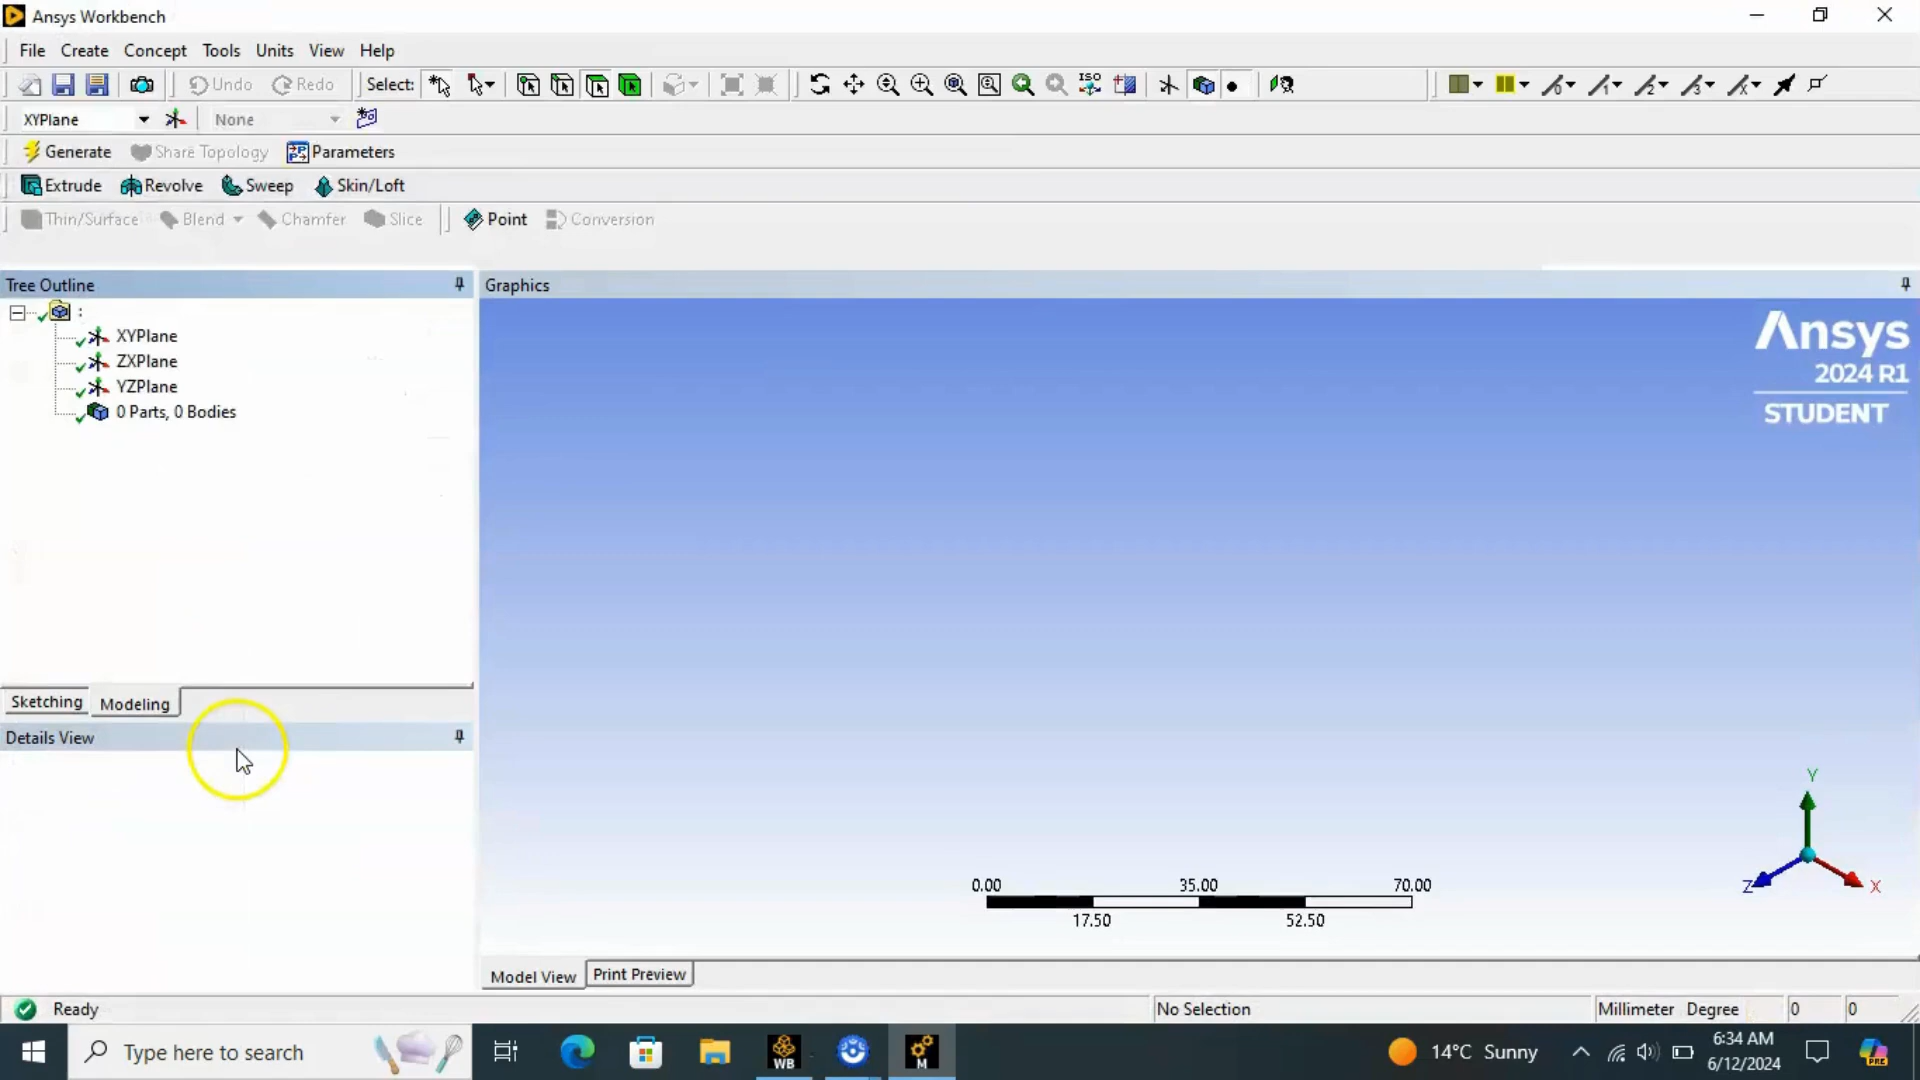 Ansys Workbench
File Create Concept Tools Units View Help
Undo Redo Select:
XYPlane None
Generate Share Topology Parameters
Extrude Revolve Sweep Skin/Loft
Thin/Surface Blend Chamfer Slice Point Conversion
Tree Outline
:
XYPlane
ZXPlane
YZPlane
0 Parts, 0 Bodies
Sketching Modeling
Details View
Graphics
Ansys
2024 R1
STUDENT
Y
Z X
0.00 35.00 70.00
17.50 52.50
Model View Print Preview
Ready No Selection Millimeter Degree 0 0
Type here to search WB M 14°C Sunny 6:34 AM
6/12/2024